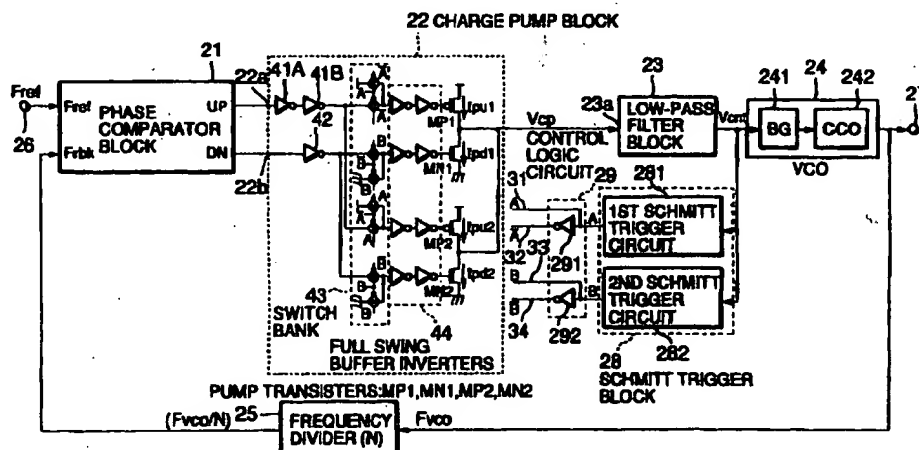 22 CHARGE PUMP BLOCK
21
22a
41A
41B
42
Fref
26
Fref
Frbk
PHASE
COMPARATOR
BLOCK
UP
DN
22b
A
A
A
B
B
A
A
B
B
MP1
Ipu1
MN1
Ipd1
MP2
Ipu2
MN2
Ipd2
43
SWITCH
BANK
44
FULL SWING
BUFFER INVERTERS
Vcp
23a
23
LOW-PASS
FILTER
BLOCK
Vcnt
241
24
242
BG
CCO
VCO
CONTROL
LOGIC
CIRCUIT
29
31
A
A
32
33
B
B
34
291
292
A
B
281
1ST SCHMITT
TRIGGER
CIRCUIT
2ND SCHMITT
TRIGGER
CIRCUIT
282
28
SCHMITT TRIGGER
BLOCK
PUMP TRANSISTERS:MP1,MN1,MP2,MN2
(Fvco/N)
25
FREQUENCY
DIVIDER (N)
Fvco